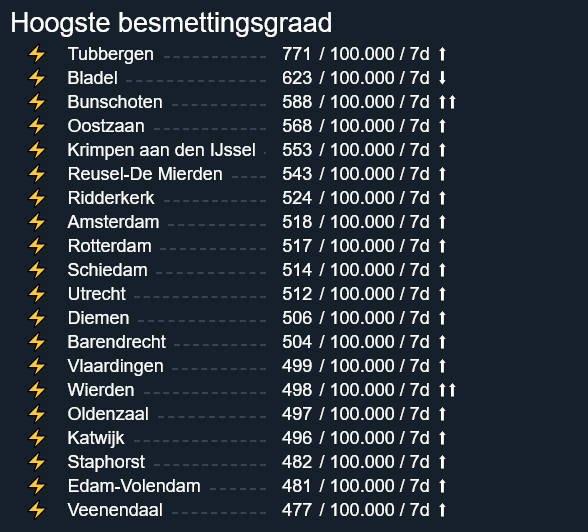 Hoogste besmettingsgraad
⚡ Tubbergen 771 / 100.000 / 7d ⬆
⚡ Bladel 623 / 100.000 / 7d ⬇
⚡ Bunschoten 588 / 100.000 / 7d ⬆⬆
⚡ Oostzaan 568 / 100.000 / 7d ⬆
⚡ Krimpen aan den IJssel 553 / 100.000 / 7d ⬆
⚡ Reusel-De Mierden 543 / 100.000 / 7d ⬆
⚡ Ridderkerk 524 / 100.000 / 7d ⬆
⚡ Amsterdam 518 / 100.000 / 7d ⬆
⚡ Rotterdam 517 / 100.000 / 7d ⬆
⚡ Schiedam 514 / 100.000 / 7d ⬆
⚡ Utrecht 512 / 100.000 / 7d ⬆
⚡ Diemen 506 / 100.000 / 7d ⬆
⚡ Barendrecht 504 / 100.000 / 7d ⬆
⚡ Vlaardingen 499 / 100.000 / 7d ⬆
⚡ Wierden 498 / 100.000 / 7d ⬆⬆
⚡ Oldenzaal 497 / 100.000 / 7d ⬆
⚡ Katwijk 496 / 100.000 / 7d ⬆
⚡ Staphorst 482 / 100.000 / 7d ⬆
⚡ Edam-Volendam 481 / 100.000 / 7d ⬆
⚡ Veenendaal 477 / 100.000 / 7d ⬆